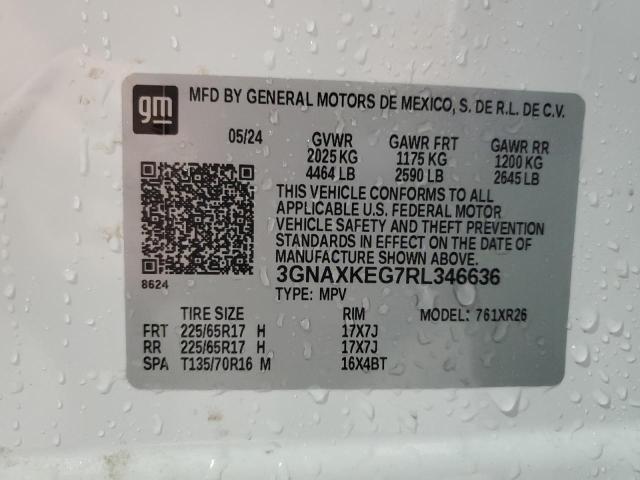 gm
MFD BY GENERAL MOTORS DE MEXICO, S. DE R.L. DE C.V.
05/24 GVWR GAWR FRT GAWR RR
2025 KG 1175 KG 1200 KG
4464 LB 2590 LB 2645 LB
THIS VEHICLE CONFORMS TO ALL
APPLICABLE U.S. FEDERAL MOTOR
VEHICLE SAFETY AND THEFT PREVENTION
STANDARDS IN EFFECT ON THE DATE OF
MANUFACTURE SHOWN ABOVE.
8624 3GNAXKEG7RL346636
TYPE: MPV
TIRE SIZE RIM MODEL: 761XR26
FRT 225/65R17 H 17X7J
RR 225/65R17 H 17X7J
SPA T135/70R16 M 16X4BT